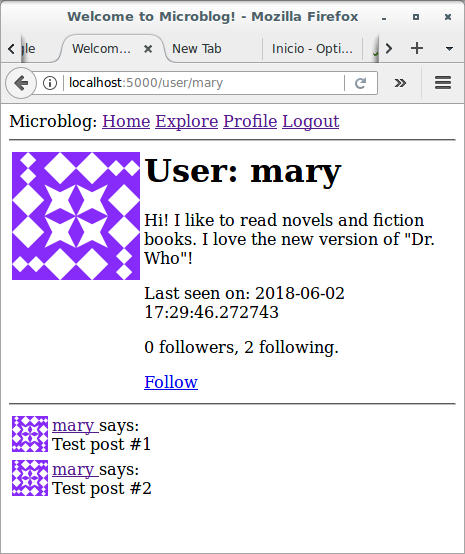 Welcome to Microblog! - Mozilla Firefox
gle Welcom... New Tab Inicio - Opti...
localhost:5000/user/mary
Microblog: Home Explore Profile Logout
User: mary
Hi! I like to read novels and fiction
books. I love the new version of "Dr.
Who"!
Last seen on: 2018-06-02
17:29:46.272743
0 followers, 2 following.
Follow
mary says:
Test post #1
mary says:
Test post #2